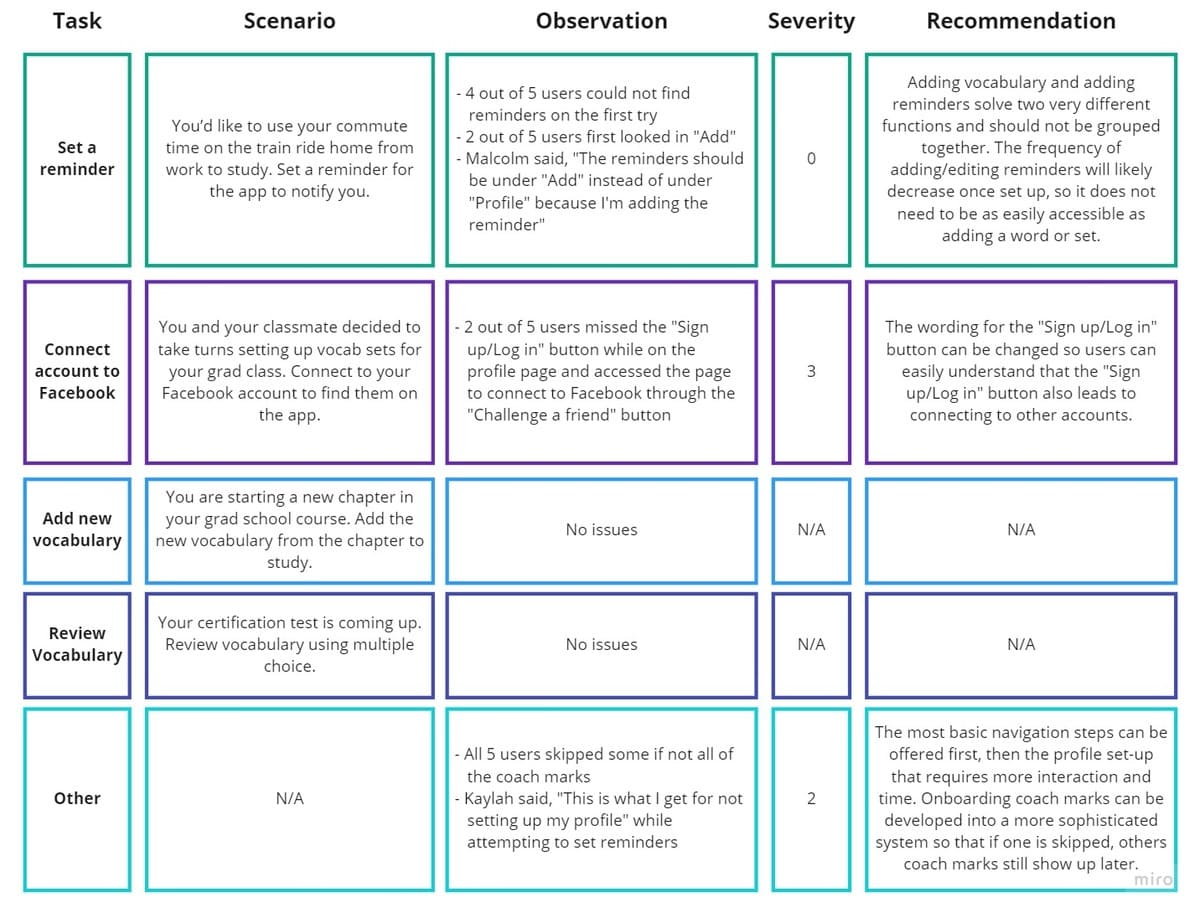 Task
Scenario
Observation
Severity
Recommendation
Set a
reminder
You’d like to use your commute
time on the train ride home from
work to study. Set a reminder for
the app to notify you.
- 4 out of 5 users could not find
reminders on the first try
- 2 out of 5 users first looked in "Add"
- Malcolm said, "The reminders should
be under "Add" instead of under
"Profile" because I'm adding the
reminder"
0
Adding vocabulary and adding
reminders solve two very different
functions and should not be grouped
together. The frequency of
adding/editing reminders will likely
decrease once set up, so it does not
need to be as easily accessible as
adding a word or set.
Connect
account to
Facebook
You and your classmate decided to
take turns setting up vocab sets for
your grad class. Connect to your
Facebook account to find them on
the app.
- 2 out of 5 users missed the "Sign
up/Log in" button while on the
profile page and accessed the page
to connect to Facebook through the
"Challenge a friend" button
3
The wording for the "Sign up/Log in"
button can be changed so users can
easily understand that the "Sign
up/Log in" button also leads to
connecting to other accounts.
Add new
vocabulary
You are starting a new chapter in
your grad school course. Add the
new vocabulary from the chapter to
study.
No issues
N/A
N/A
Review
Vocabulary
Your certification test is coming up.
Review vocabulary using multiple
choice.
No issues
N/A
N/A
Other
N/A
- All 5 users skipped some if not all of
the coach marks
- Kaylah said, "This is what I get for not
setting up my profile" while
attempting to set reminders
2
The most basic navigation steps can be
offered first, then the profile set-up
that requires more interaction and
time. Onboarding coach marks can be
developed into a more sophisticated
system so that if one is skipped, others
coach marks still show up later.
miro